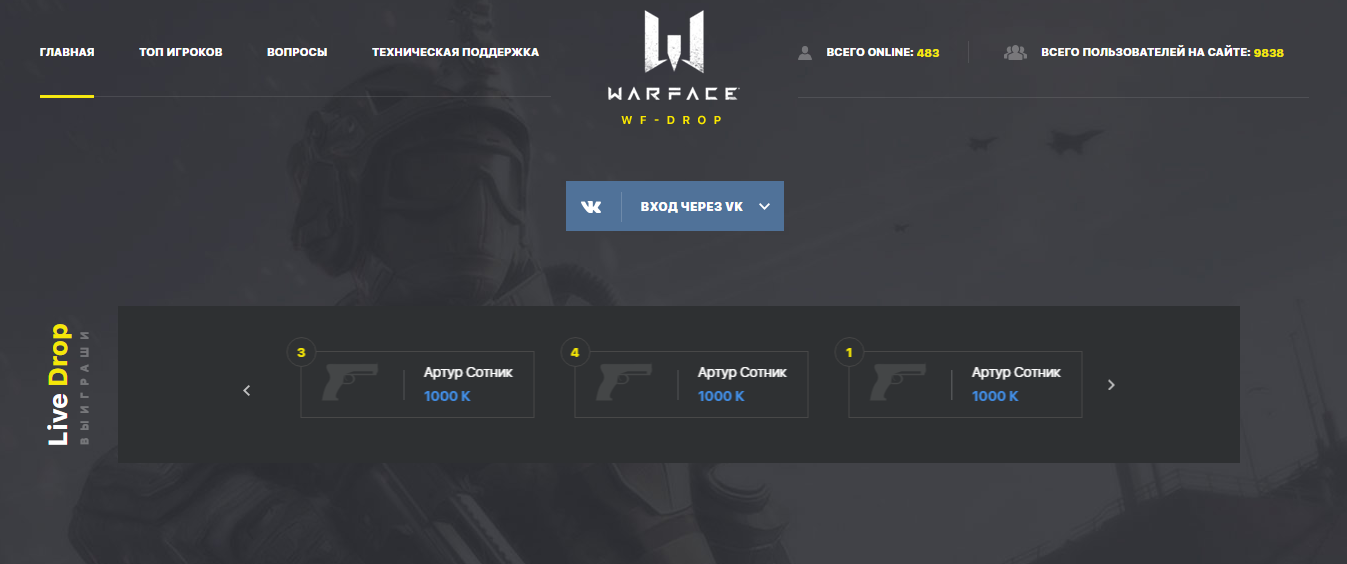 ГЛАВНАЯ
ТОП ИГРОКОВ
ВОПРОСЫ
ТЕХНИЧЕСКАЯ ПОДДЕРЖКА
WARFACE
WF-DROP
ВСЕГО ONLINE: 483
ВСЕГО ПОЛЬЗОВАТЕЛЕЙ НА САЙТЕ: 9838
ВХОД ЧЕРЕЗ VK
Live Drop
ВЫИГРАШИ
3
Артур Сотник
1000 K
4
Артур Сотник
1000 K
1
Артур Сотник
1000 K